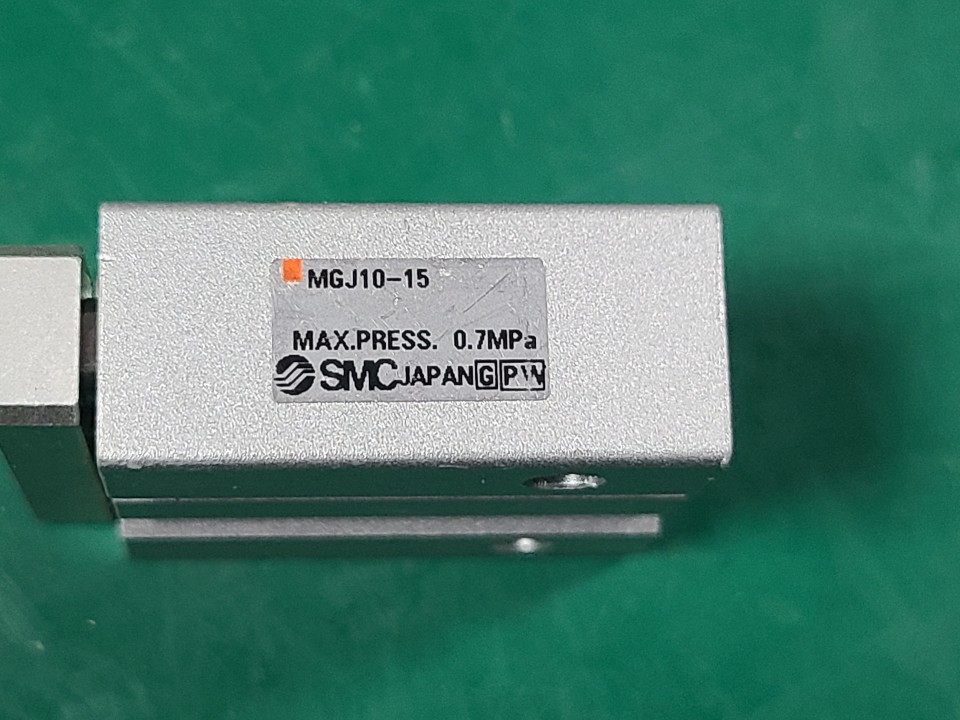 MGJ10-15
MAX.PRESS. 0.7MPa
SMC JAPAN G PW